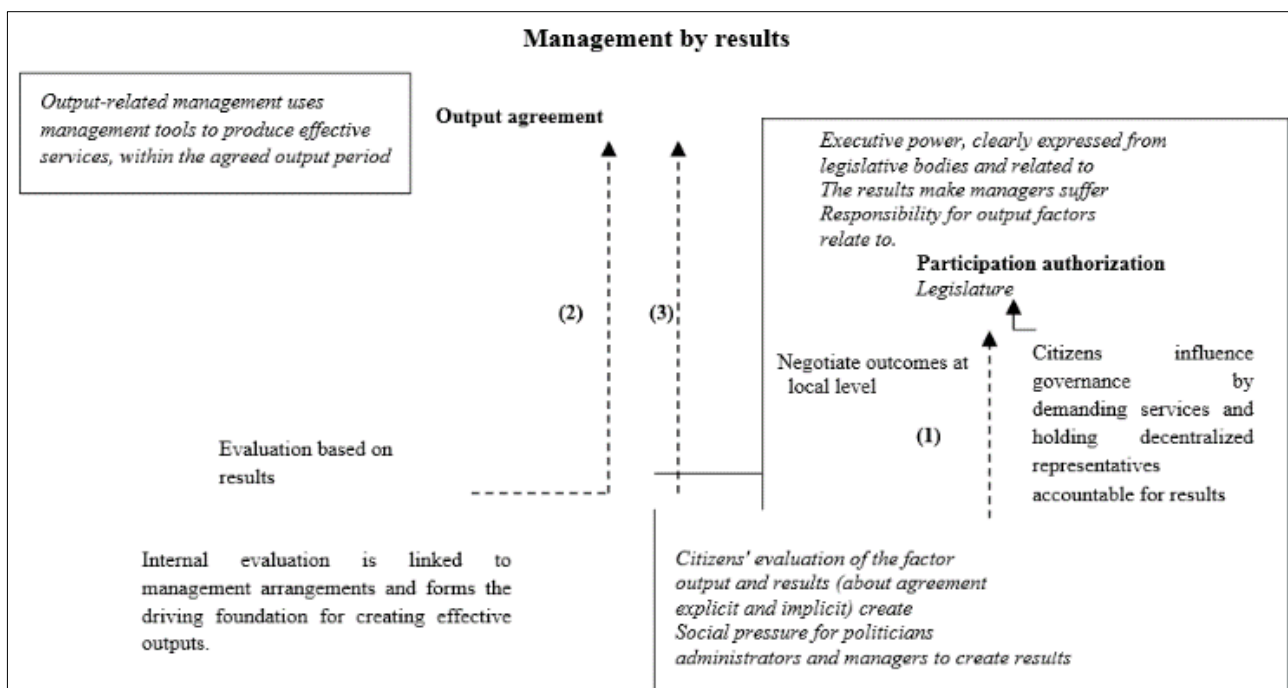 Management by results
Output-related management uses
management tools to produce effective
services, within the agreed output period
Output agreement
Executive power, clearly expressed from
legislative bodies and related to
The results make managers suffer
Responsibility for output factors
relate to.
Participation authorization
Legislature
(2)
(3)
Negotiate outcomes at
local level
(1)
Citizens influence
governance by
demanding services and
holding decentralized
representatives
accountable for results
Evaluation based on
results
Internal evaluation is linked to
management arrangements and forms the
driving foundation for creating effective
outputs.
Citizens' evaluation of the factor
output and results (about agreement
explicit and implicit) create
Social pressure for politicians
administrators and managers to create results